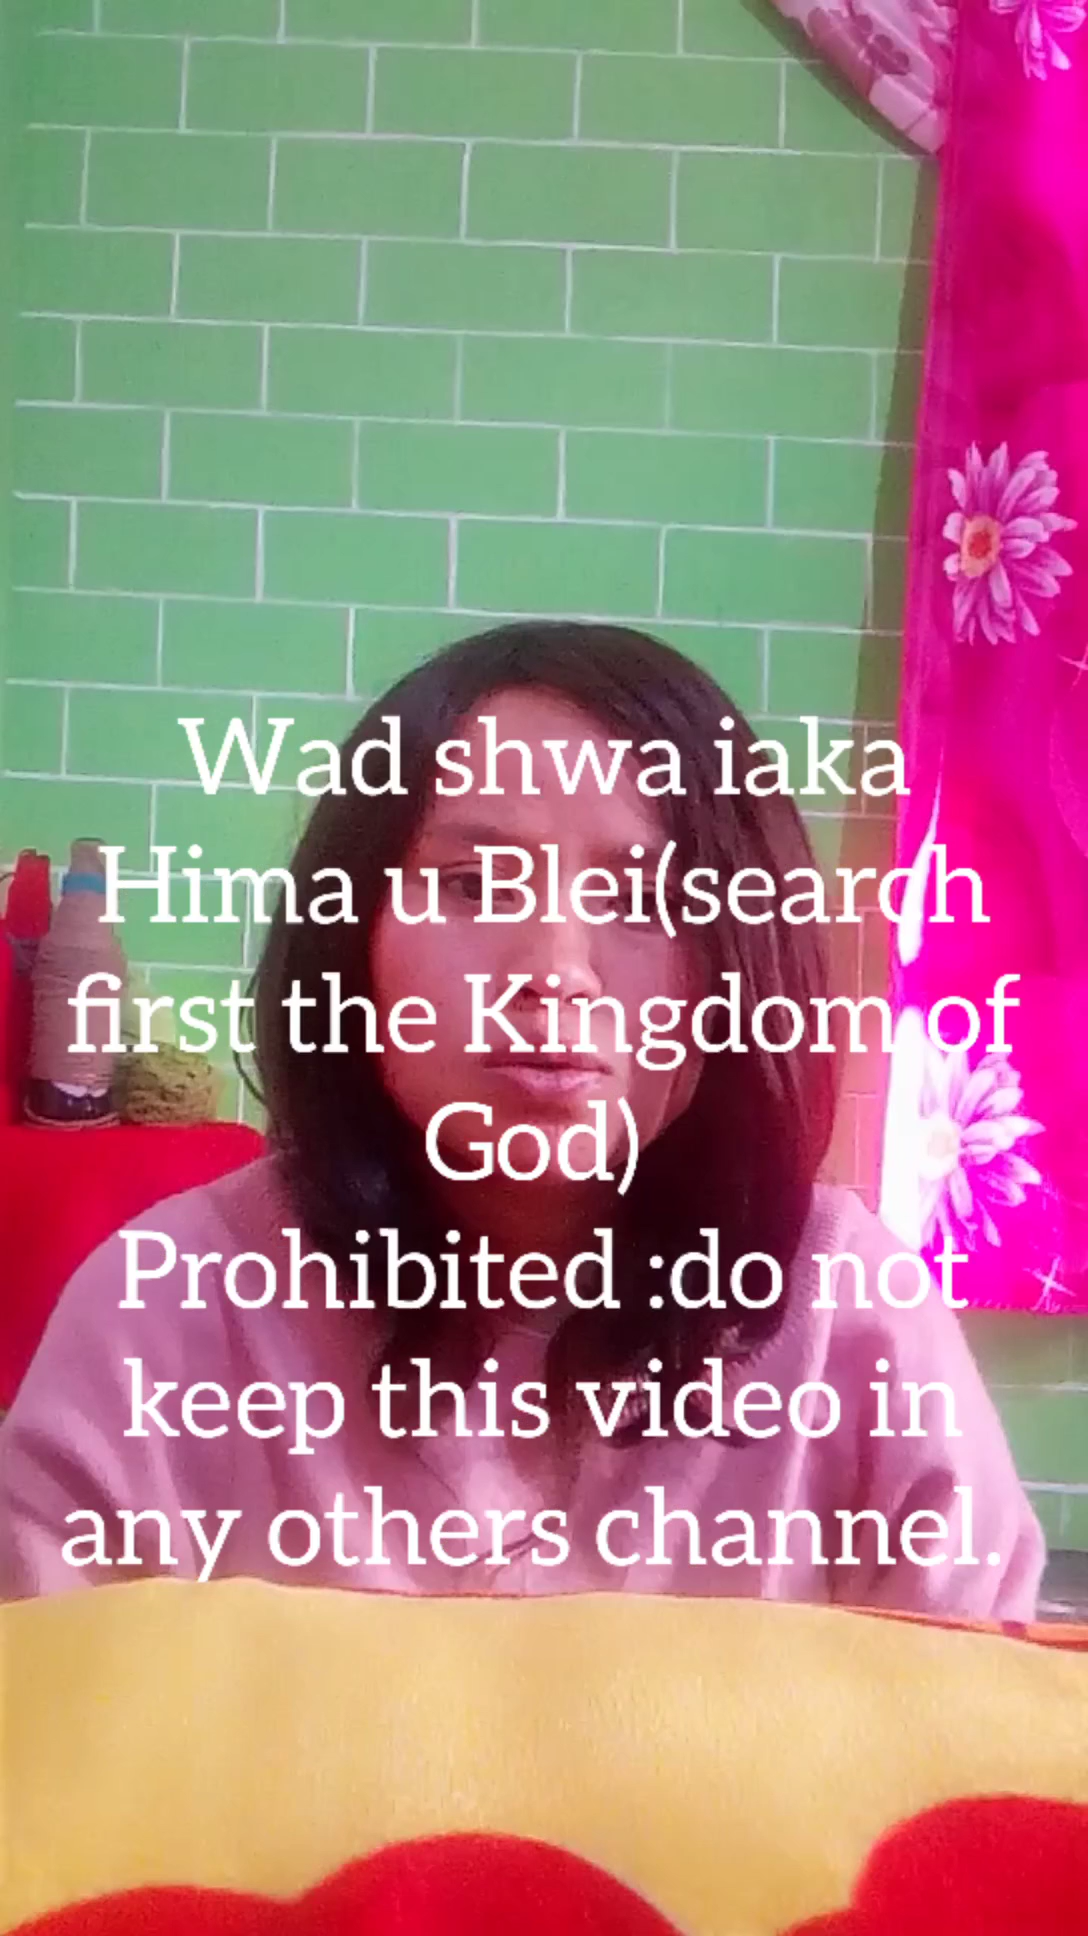 Wad shwa iaka
Hima u Blei(search
first the Kingdom of
God)
Prohibited :do not
keep this video in
any others channel.